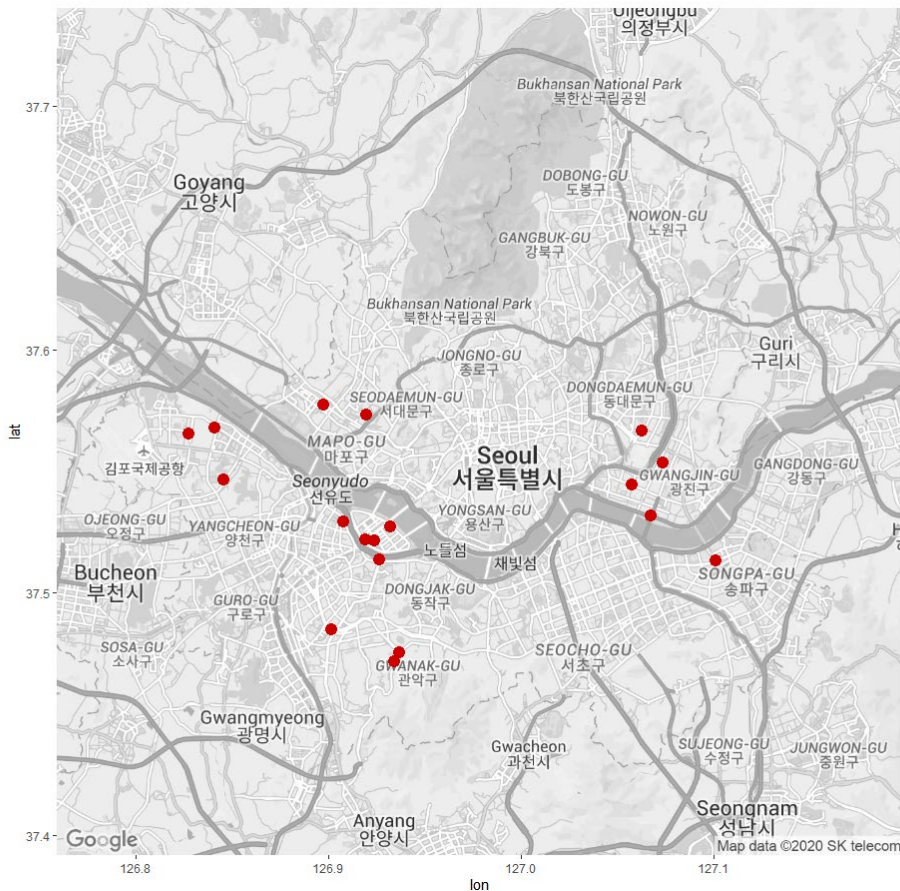 Uijeongbu
의정부시
Bukhansan National Park
북한산국립공원
37.7
DOBONG-GU
도봉구
Goyang
고양시
NOWON-GU
노원구
GANGBUK-GU
강북구
Bukhansan National Park
북한산국립공원
37.6
JONGNO-GU
종로구
Guri
구리시
DONGDAEMUN-GU
동대문구
SEODAEMUN-GU
서대문구
lat
MAPO-GU
마포구
Seoul
서울특별시
김포국제공항
GANGDONG-GU
강동구
GWANGJIN-GU
광진구
Seonyudo
선유도
YONGSAN-GU
용산구
OJEONG-GU
오정구
YANGCHEON-GU
양천구
노들섬
새빛섬
Bucheon
부천시
SONGPA-GU
송파구
37.5
DONGJAK-GU
동작구
GURO-GU
구로구
SOSA-GU
소사구
SEOCHO-GU
서초구
GWANAK-GU
관악구
Gwangmyeong
광명시
Gwacheon
과천시
SUJEONG-GU
수정구
JUNGWON-GU
중원구
Seongnam
성남시
Anyang
안양시
37.4
Google
Map data ©2020 SK telecom
126.8 126.9 127.0 127.1
lon